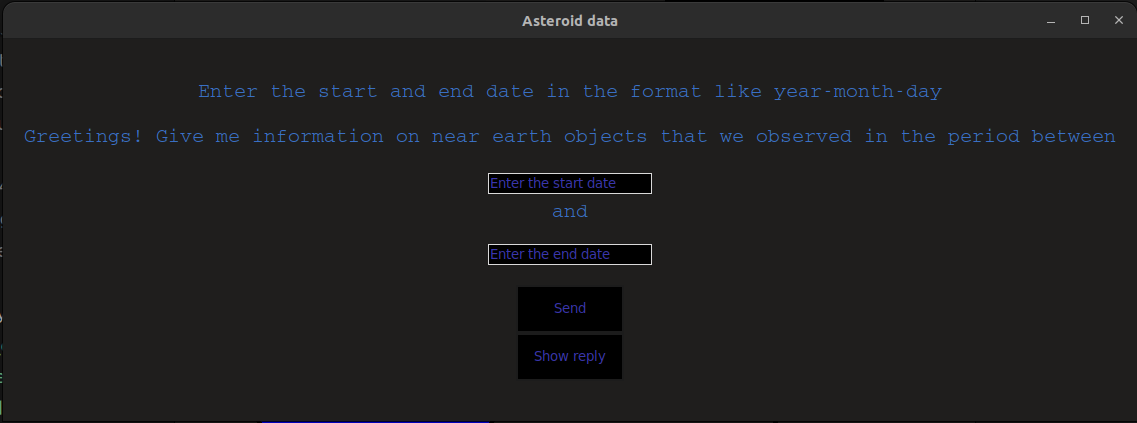 Asteroid data
Enter the start and end date in the format like year-month-day
Greetings! Give me information on near earth objects that we observed in the period between
Enter the start date
and
Enter the end date
Send
Show reply